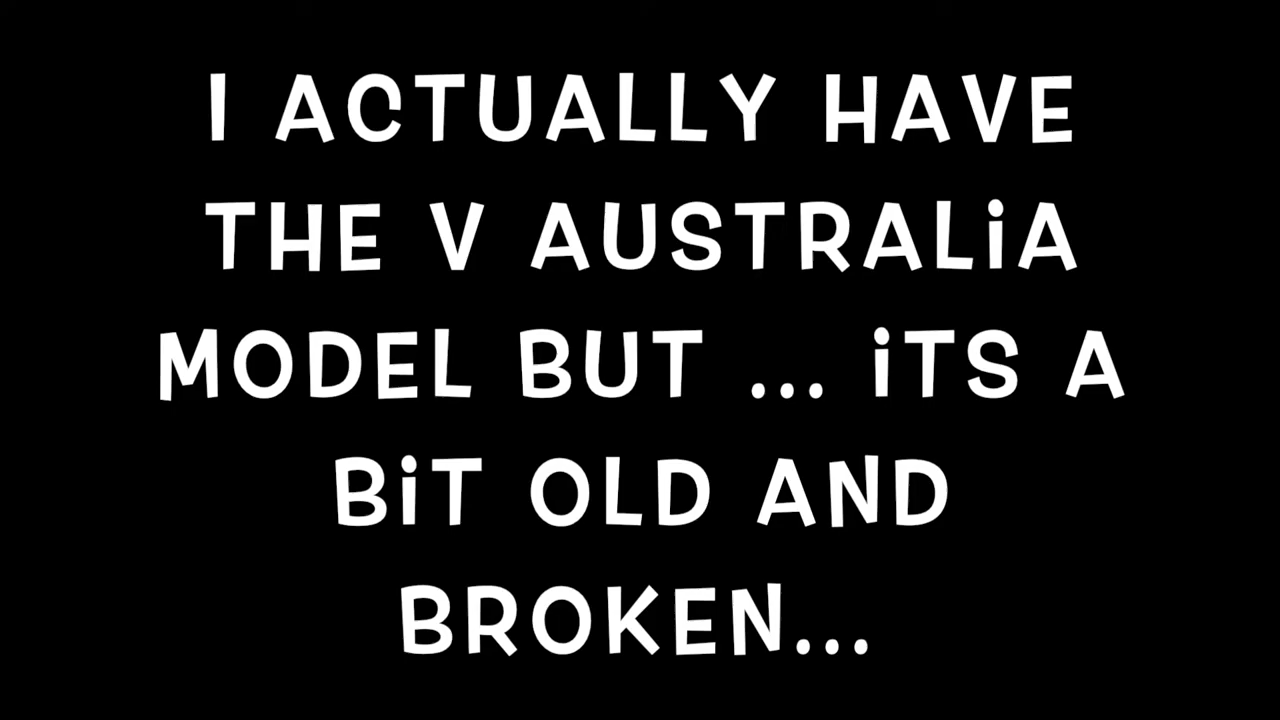 I ACTUALLY HAVE
THE V AUSTRALiA
MODEL BUT ... iTS A
BiT OLD AND
BROKEN...